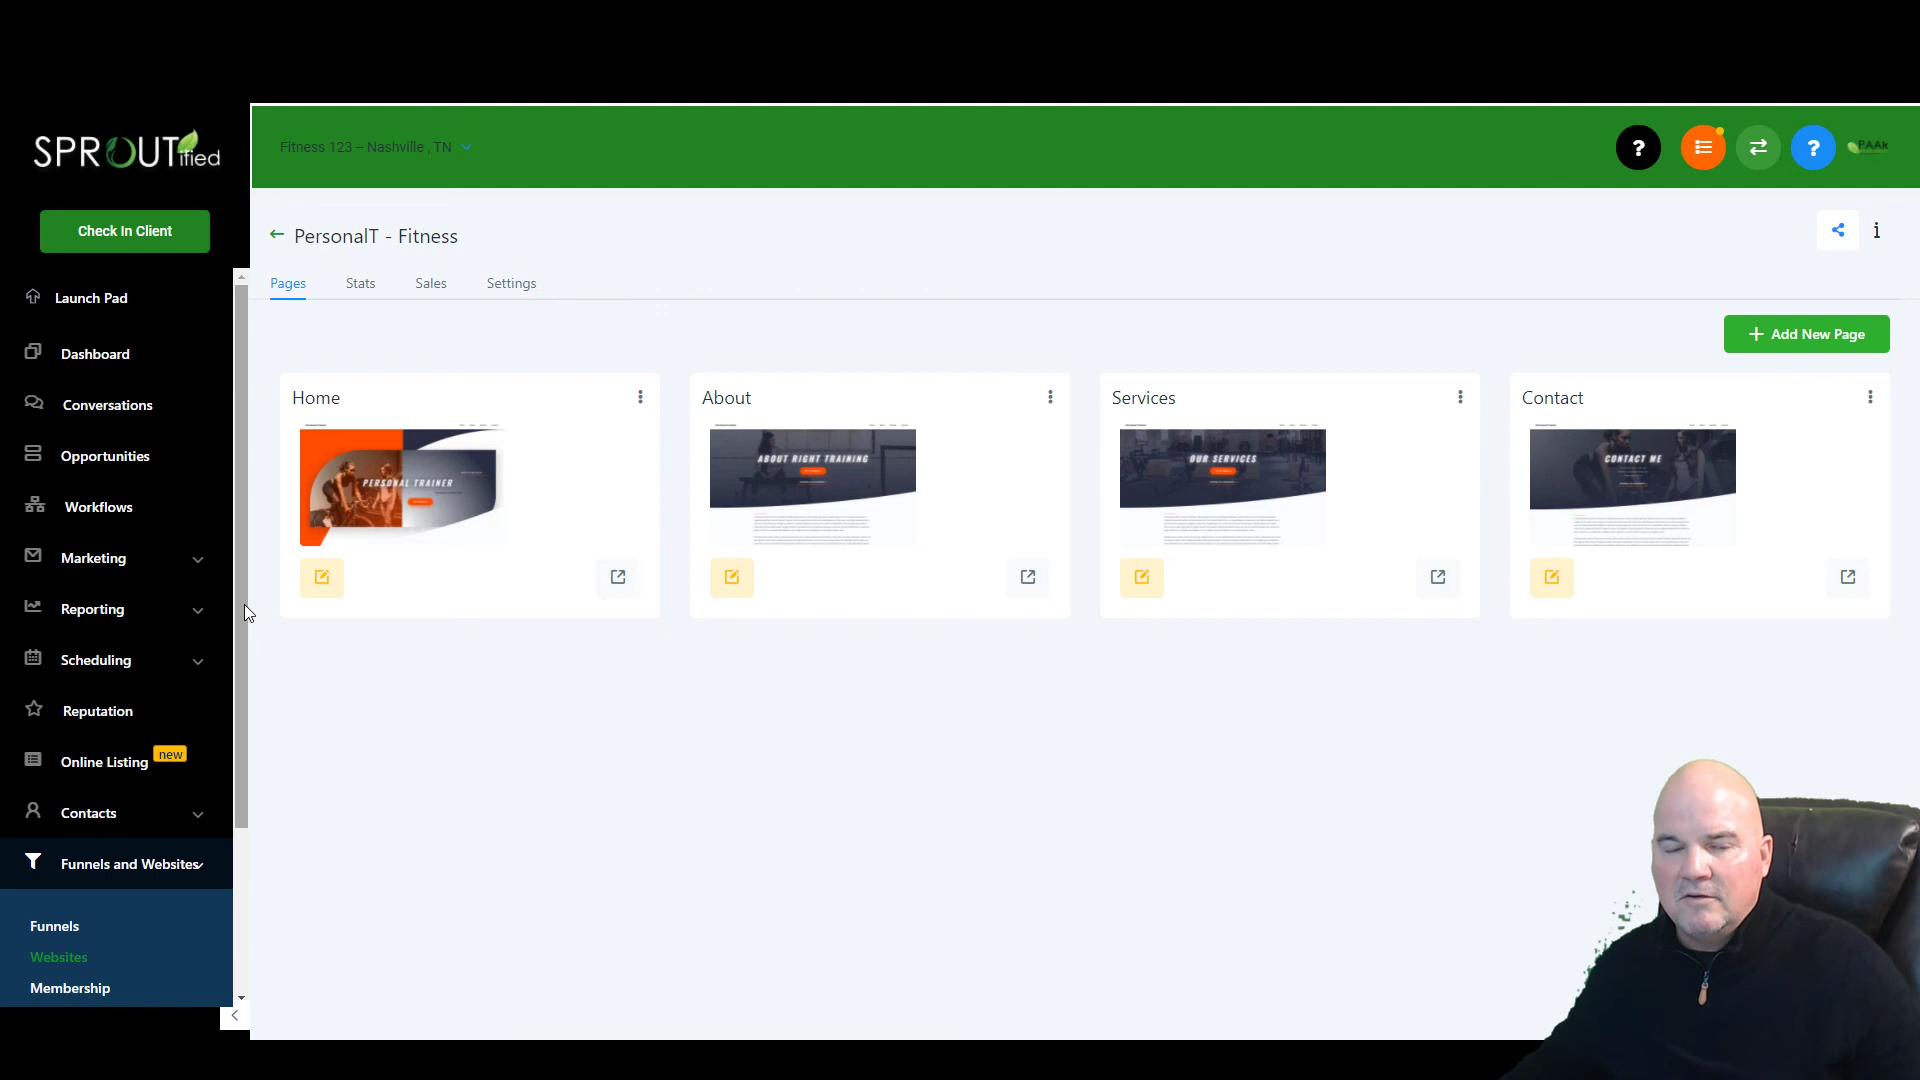 SPROUTified
Fitness 123 – Nashville , TN
?
?
PAAk
Check In Client
PersonalT - Fitness
i
Pages
Stats
Sales
Settings
+ Add New Page
Launch Pad
Dashboard
Conversations
Opportunities
Workflows
Marketing
Reporting
Scheduling
Reputation
Online Listing new
Contacts
Funnels and Websites
Funnels
Websites
Membership
Home
PERSONAL TRAINER
About
ABOUT RIGHT TRAINING
Services
OUR SERVICES
Contact
CONTACT ME